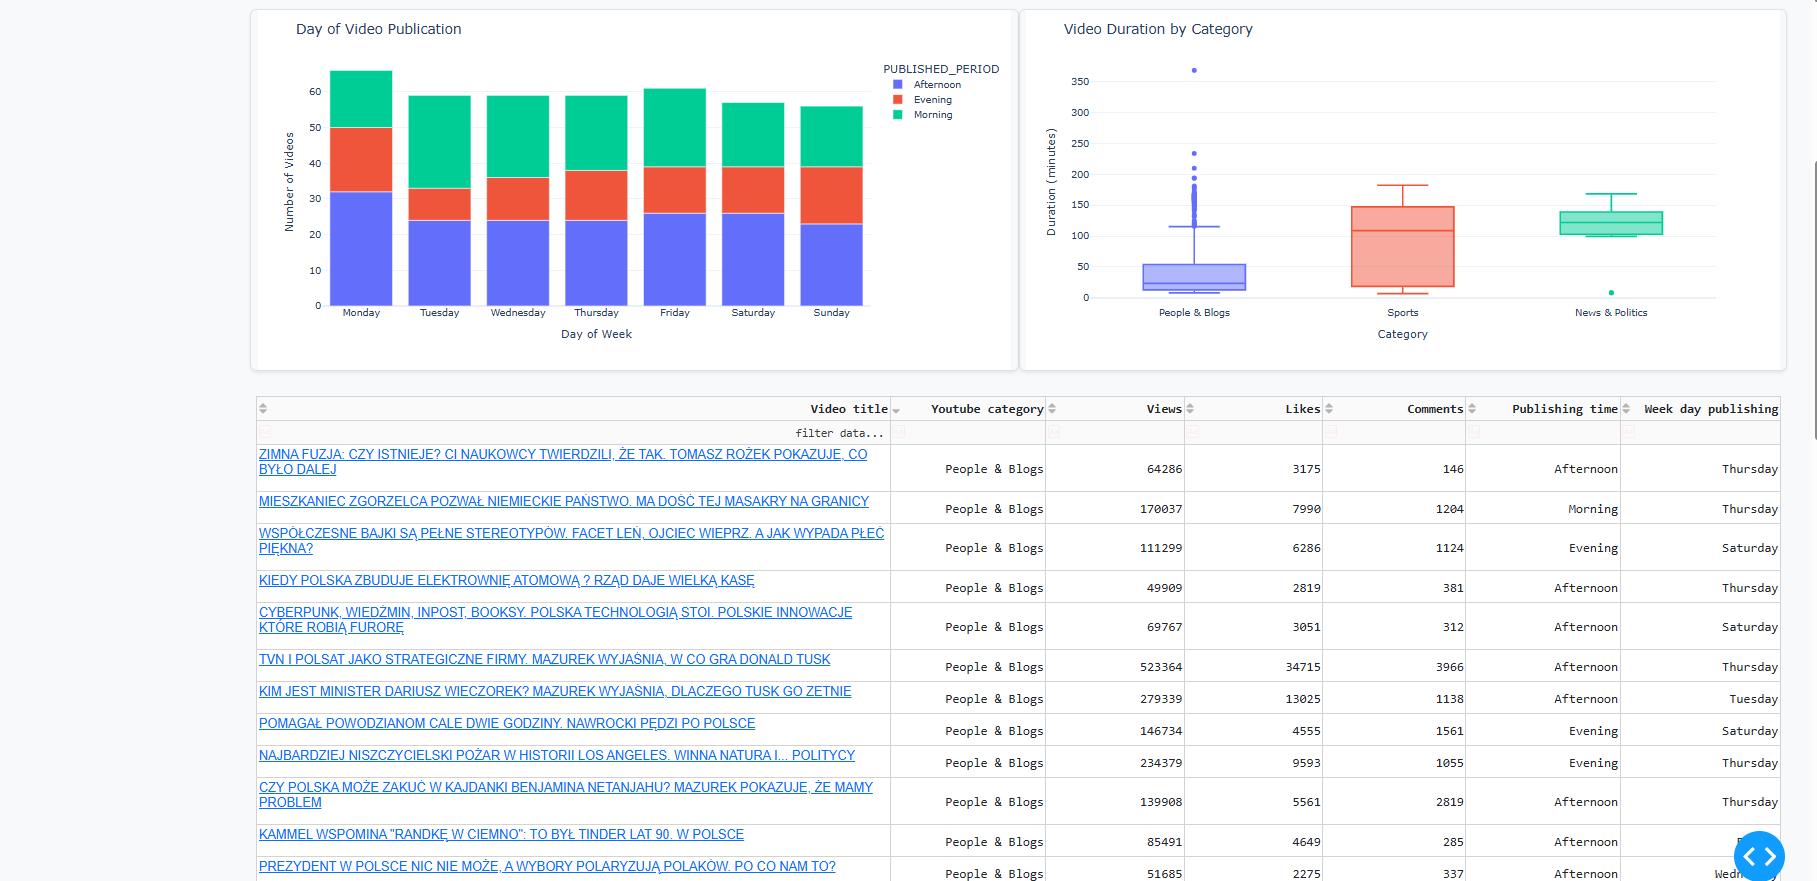 Day of Video Publication
PUBLISHED_PERIOD
Afternoon
Evening
Morning
Number of Videos
60
50
40
30
20
10
0
Monday Tuesday Wednesday Thursday Friday Saturday Sunday
Day of Week
Video Duration by Category
Duration (minutes)
350
300
250
200
150
100
50
0
People & Blogs Sports News & Politics
Category
Video title Youtube category Views Likes Comments Publishing time Week day publishing
filter data...
ZIMNA FUZJA: CZY ISTNIEJE? CI NAUKOWCY TWIERDZILI, ŻE TAK. TOMASZ ROŻEK POKAZUJE, CO
BYŁO DALEJ
People & Blogs 64286 3175 146 Afternoon Thursday
MIESZKANIEC ZGORZELCA POZWAŁ NIEMIECKIE PAŃSTWO. MA DOŚĆ TEJ MASAKRY NA GRANICY
People & Blogs 170037 7990 1204 Morning Thursday
WSPÓŁCZESNE BAJKI SĄ PEŁNE STEREOTYPÓW. FACET LEŃ, OJCIEC WIEPRZ. A JAK WYPADA PŁEĆ
PIĘKNA?
People & Blogs 111299 6286 1124 Evening Saturday
KIEDY POLSKA ZBUDUJE ELEKTROWNIĘ ATOMOWĄ ? RZĄD DAJE WIELKĄ KASĘ
People & Blogs 49909 2819 381 Afternoon Thursday
CYBERPUNK, WIEDŹMIN, INPOST, BOOKSY. POLSKA TECHNOLOGIĄ STOI. POLSKIE INNOWACJE
KTÓRE ROBIĄ FURORĘ
People & Blogs 69767 3051 312 Afternoon Saturday
TVN I POLSAT JAKO STRATEGICZNE FIRMY. MAZUREK WYJAŚNIA, W CO GRA DONALD TUSK
People & Blogs 523364 34715 3966 Afternoon Thursday
KIM JEST MINISTER DARIUSZ WIECZOREK? MAZUREK WYJAŚNIA, DLACZEGO TUSK GO ZETNIE
People & Blogs 279339 13025 1138 Afternoon Tuesday
POMAGAŁ POWODZIANOM CALE DWIE GODZINY. NAWROCKI PĘDZI PO POLSCE
People & Blogs 146734 4555 1561 Evening Saturday
NAJBARDZIEJ NISZCZYCIELSKI POŻAR W HISTORII LOS ANGELES. WINNA NATURA I... POLITYCY
People & Blogs 234379 9593 1055 Evening Thursday
CZY POLSKA MOŻE ZAKUĆ W KAJDANKI BENJAMINA NETANJAHU? MAZUREK POKAZUJE, ŻE MAMY
PROBLEM
People & Blogs 139908 5561 2819 Afternoon Thursday
KAMMEL WSPOMINA "RANDKĘ W CIEMNO": TO BYŁ TINDER LAT 90. W POLSCE
People & Blogs 85491 4649 285 Afternoon
PREZYDENT W POLSCE NIC NIE MOŻE, A WYBORY POLARYZUJĄ POLAKÓW. PO CO NAM TO?
People & Blogs 51685 2275 337 Afternoon